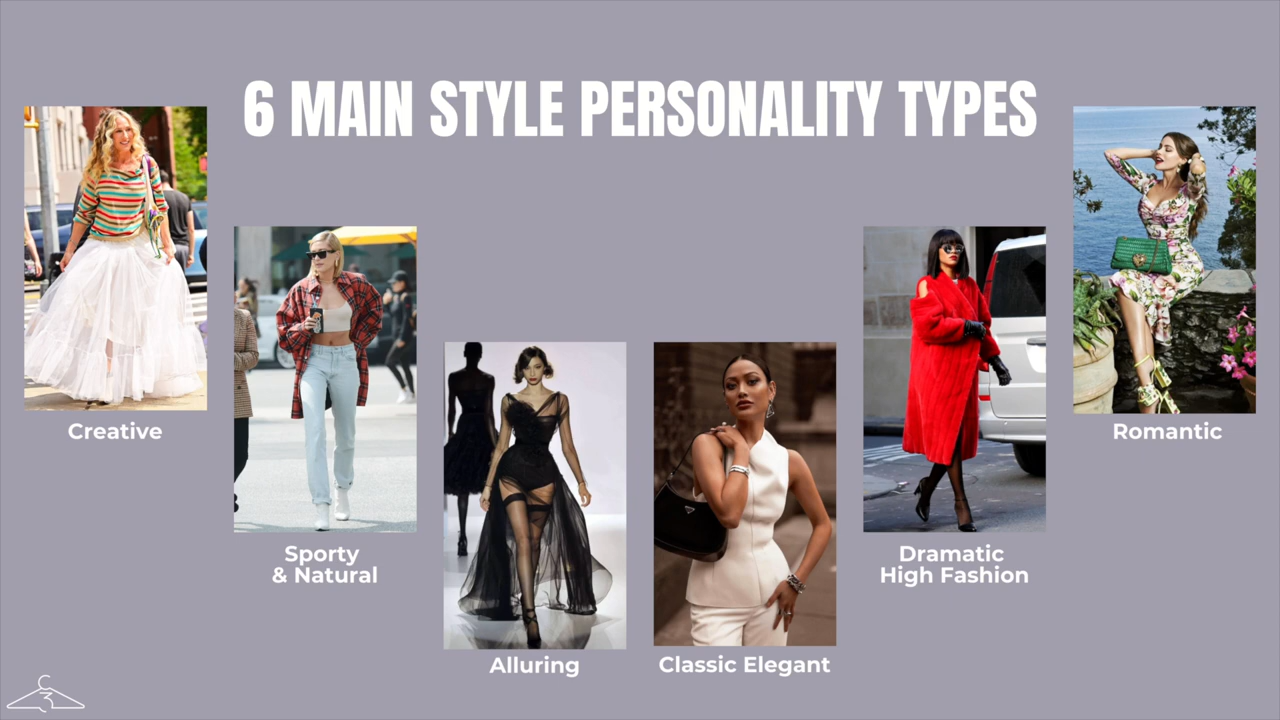 6 MAIN STYLE PERSONALITY TYPES
Creative
Sporty
& Natural
Alluring
Classic Elegant
Dramatic
High Fashion
Romantic